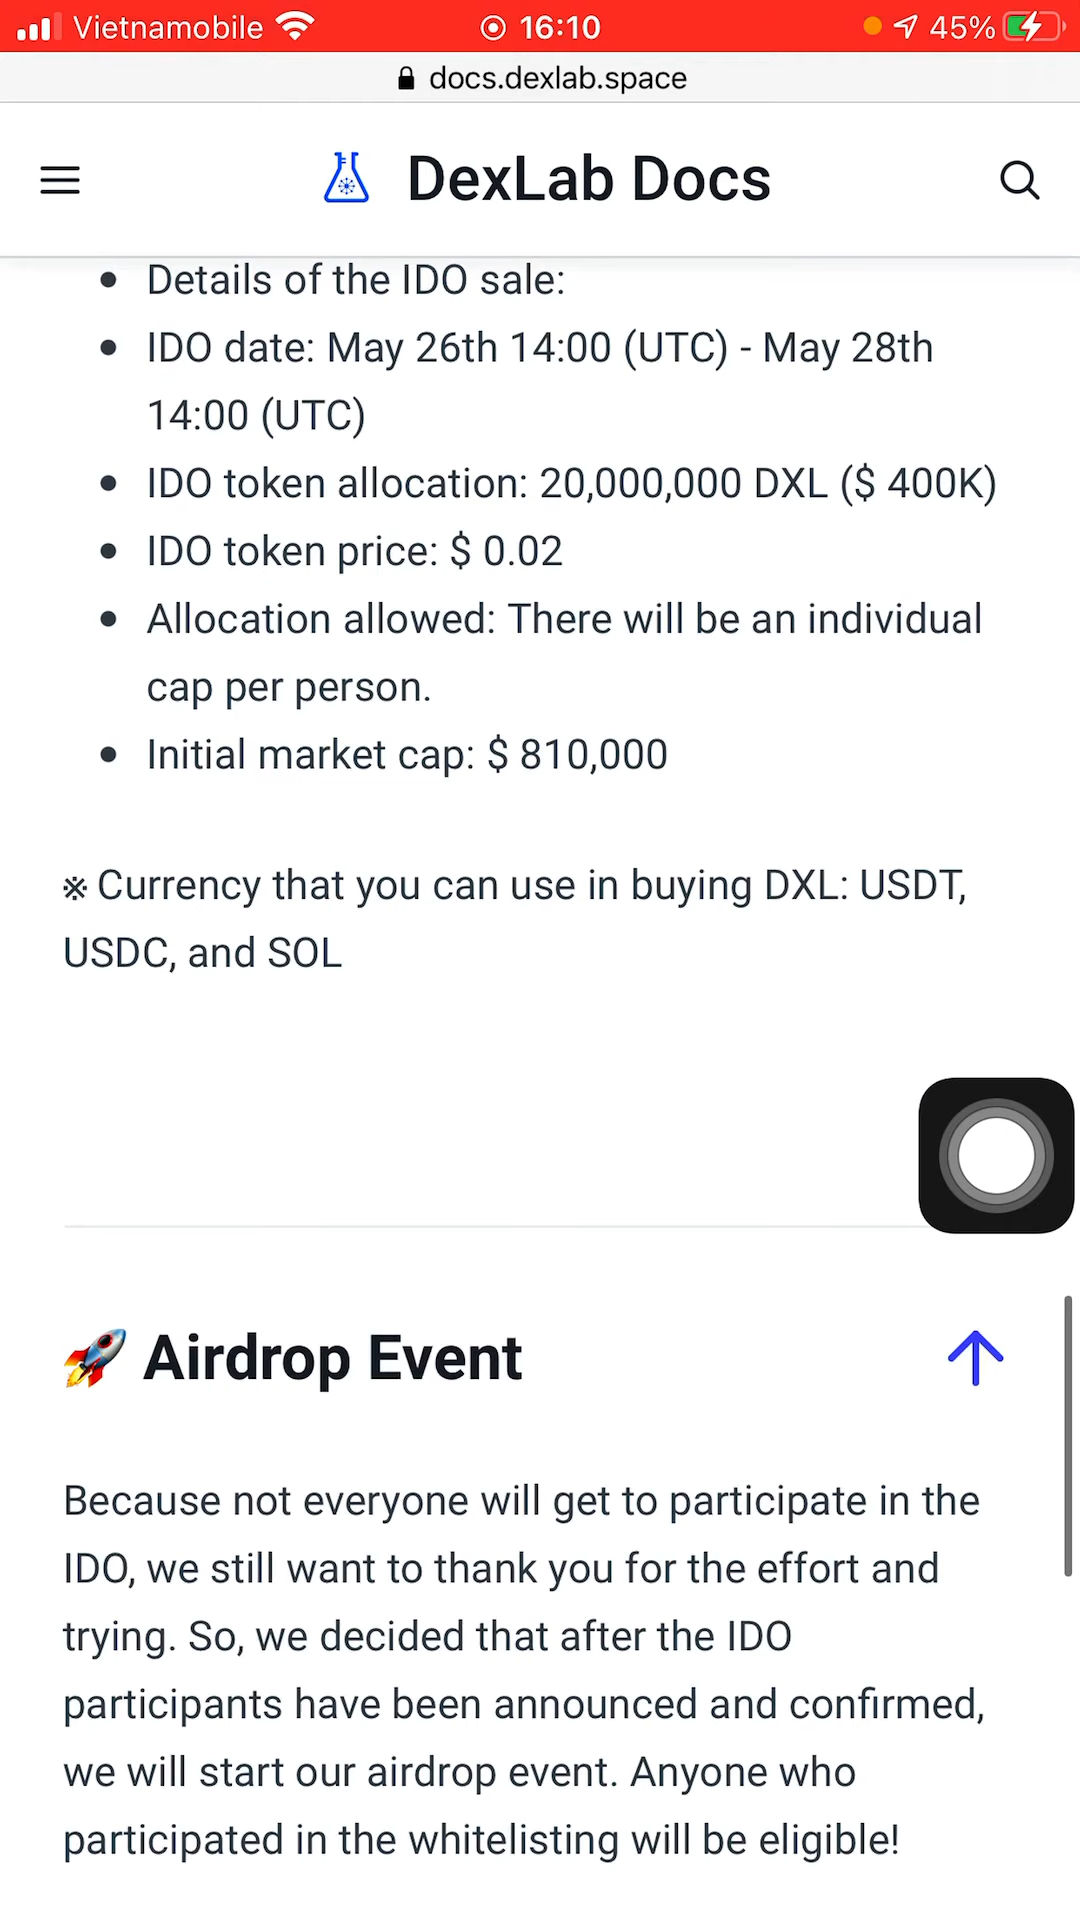 Vietnamobile 16:10 45%
docs.dexlab.space
DexLab Docs
• Details of the IDO sale:
• IDO date: May 26th 14:00 (UTC) - May 28th
14:00 (UTC)
• IDO token allocation: 20,000,000 DXL ($ 400K)
• IDO token price: $ 0.02
• Allocation allowed: There will be an individual
cap per person.
• Initial market cap: $ 810,000
※ Currency that you can use in buying DXL: USDT,
USDC, and SOL
🚀 Airdrop Event
Because not everyone will get to participate in the
IDO, we still want to thank you for the effort and
trying. So, we decided that after the IDO
participants have been announced and confirmed,
we will start our airdrop event. Anyone who
participated in the whitelisting will be eligible!